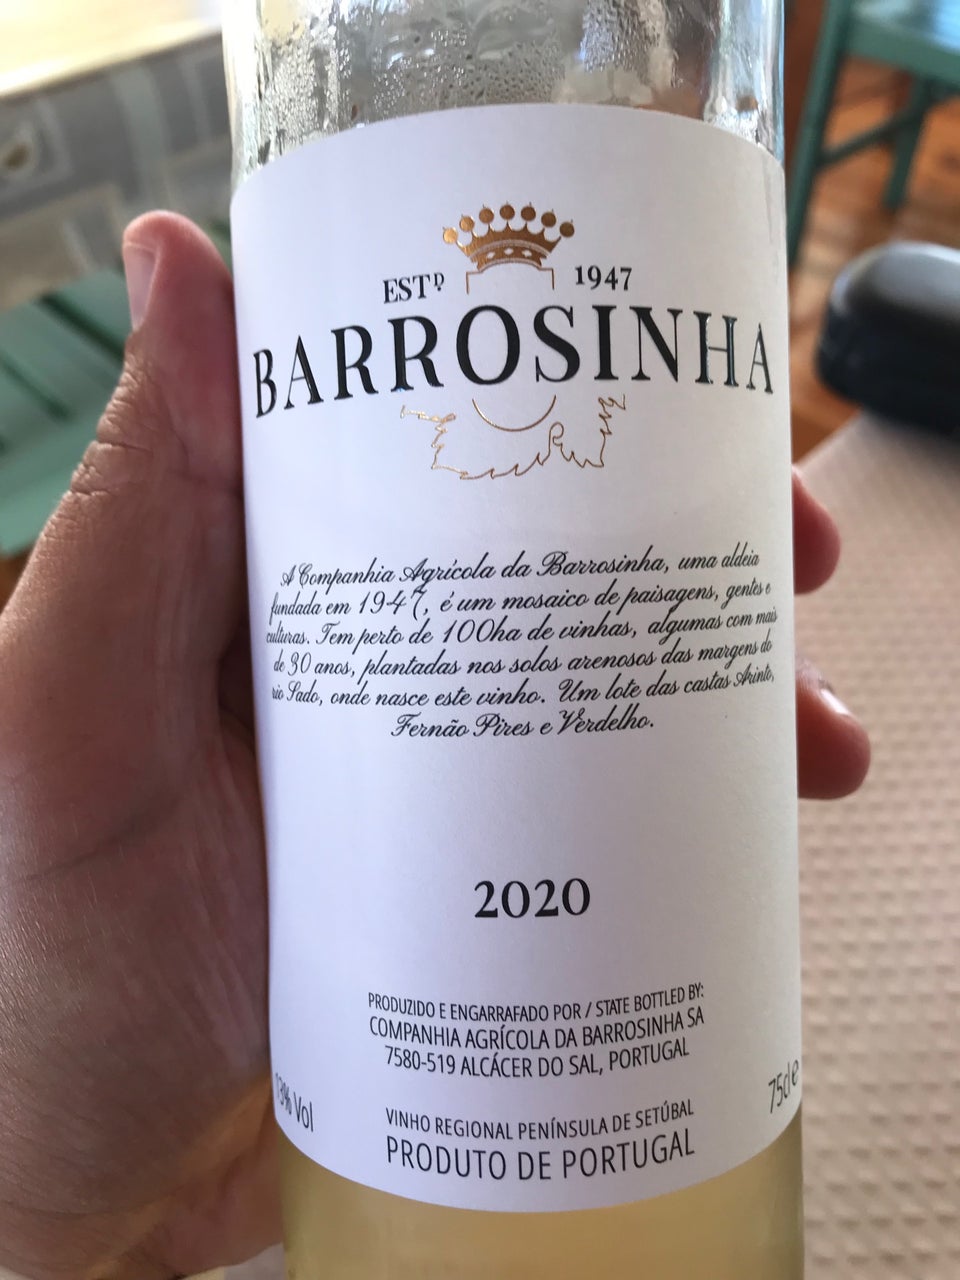 ESTD 1947
BARROSINHA
A Companhia Agrícola da Barrosinha, uma aldeia
fundada em 1947, é um mosaico de paisagens, gentes e
culturas. Tem perto de 100ha de vinhas, algumas com mais
de 30 anos, plantadas nos solos arenosos das margens do
rio Sado, onde nasce este vinho. Um lote das castas Arinto,
Fernão Pires e Verdelho.
2020
PRODUZIDO E ENGARRAFADO POR / STATE BOTTLED BY:
COMPANHIA AGRÍCOLA DA BARROSINHA SA
7580-519 ALCÁCER DO SAL, PORTUGAL
13% Vol
75cl e
VINHO REGIONAL PENÍNSULA DE SETÚBAL
PRODUTO DE PORTUGAL